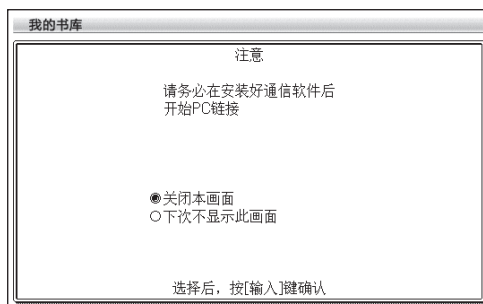 我的书库
注意
请务必在安装好通信软件后
开始PC链接
关闭本画面
下次不显示此画面
选择后，按[输入]键确认